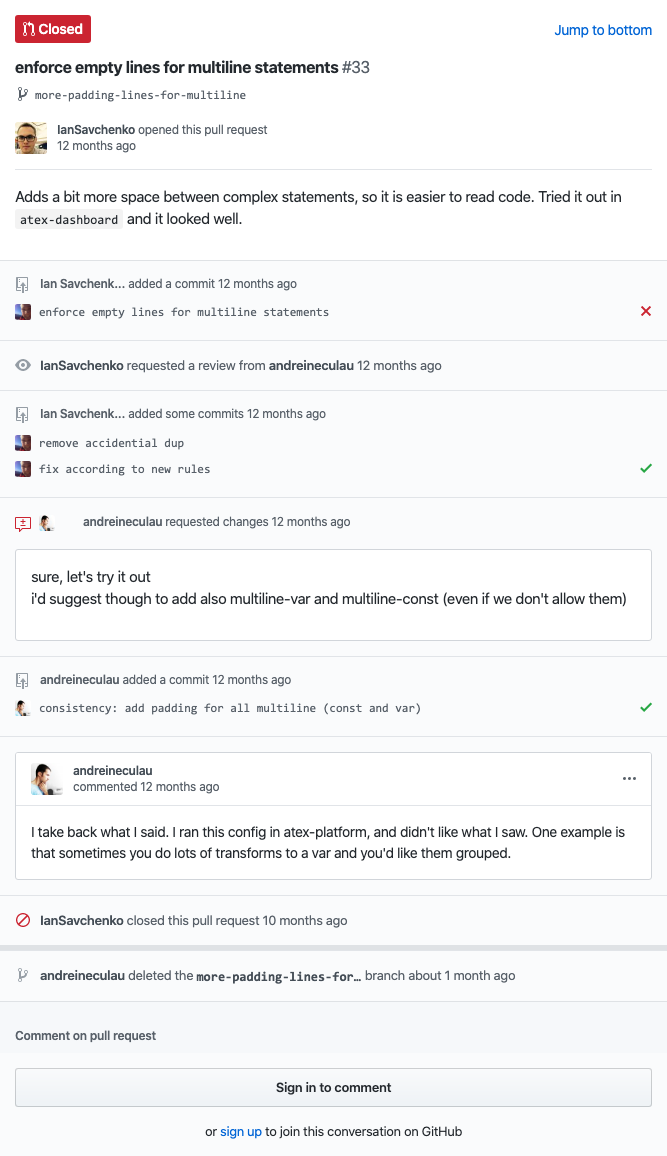 Closed
Jump to bottom
enforce empty lines for multiline statements #33
more-padding-lines-for-multiline
IanSavchenko opened this pull request
12 months ago
Adds a bit more space between complex statements, so it is easier to read code. Tried it out in
atex-dashboard and it looked well.
Ian Savchenk... added a commit 12 months ago
enforce empty lines for multiline statements
IanSavchenko requested a review from andreineculau 12 months ago
Ian Savchenk... added some commits 12 months ago
remove accidential dup
fix according to new rules
andreineculau requested changes 12 months ago
sure, let's try it out
i'd suggest though to add also multiline-var and multiline-const (even if we don't allow them)
andreineculau added a commit 12 months ago
consistency: add padding for all multiline (const and var)
andreineculau
commented 12 months ago
I take back what I said. I ran this config in atex-platform, and didn't like what I saw. One example is
that sometimes you do lots of transforms to a var and you'd like them grouped.
IanSavchenko closed this pull request 10 months ago
andreineculau deleted the more-padding-lines-for… branch about 1 month ago
Comment on pull request
Sign in to comment
or sign up to join this conversation on GitHub